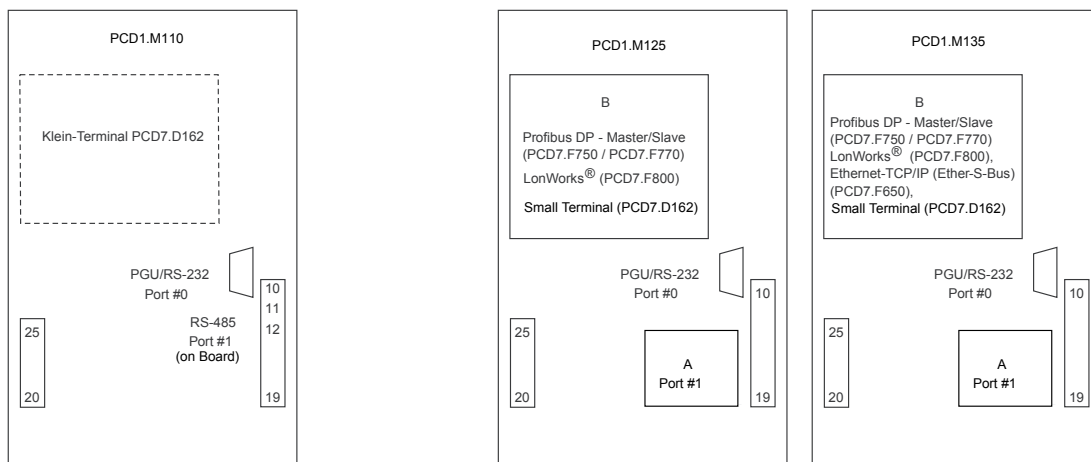 PCD1.M110
Klein-Terminal PCD7.D162
PGU/RS-232
Port #0
10
11
RS-485
12
Port #1
(on Board)
25
20
19
PCD1.M125
B
Profibus DP - Master/Slave
(PCD7.F750 / PCD7.F770)
LonWorks® (PCD7.F800)
Small Terminal (PCD7.D162)
PGU/RS-232
Port #0
10
25
A
Port #1
20
19
PCD1.M135
B
Profibus DP - Master/Slave
(PCD7.F750 / PCD7.F770)
LonWorks® (PCD7.F800),
Ethernet-TCP/IP (Ether-S-Bus)
(PCD7.F650),
Small Terminal (PCD7.D162)
PGU/RS-232
Port #0
10
25
A
Port #1
20
19